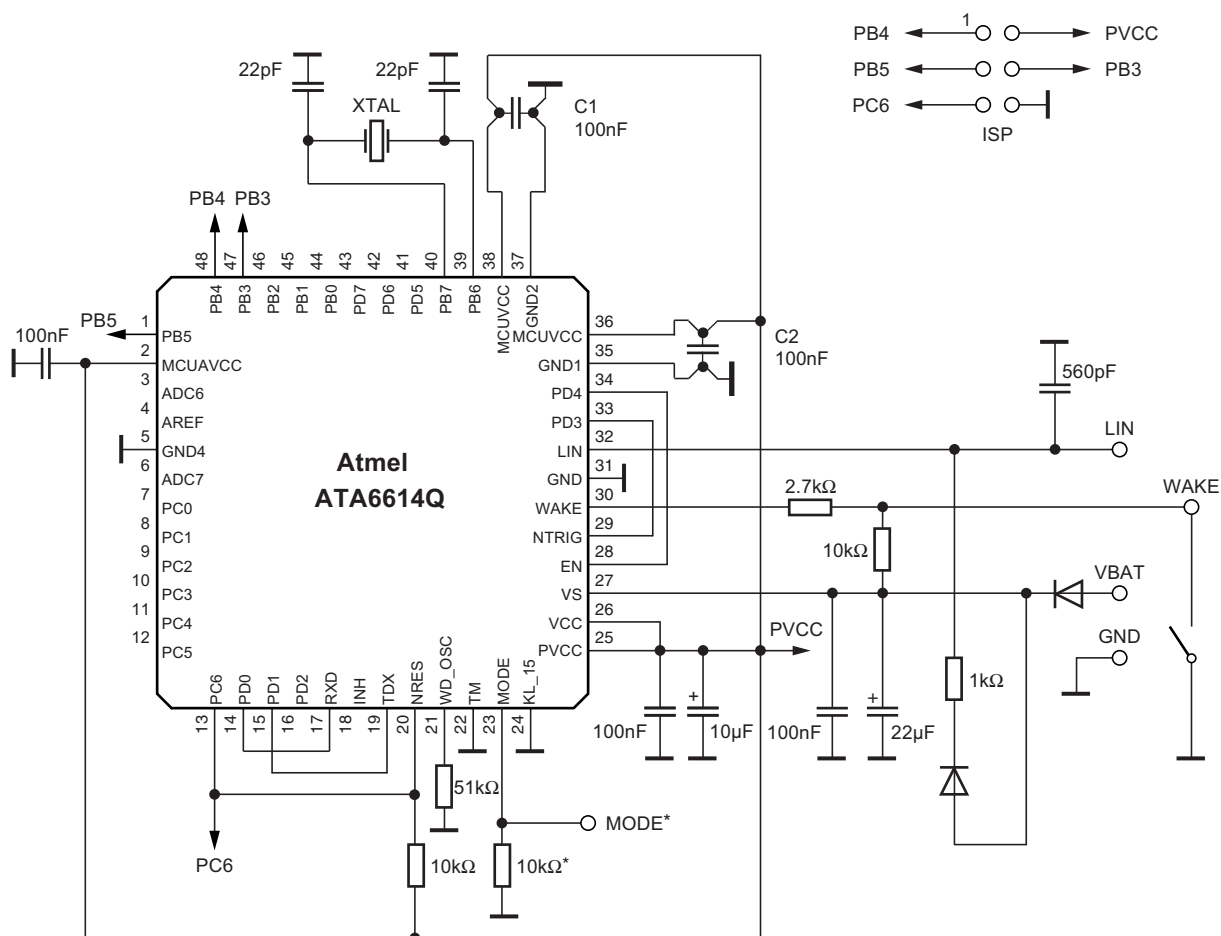 22pF
22pF
XTAL
C1
100nF
PB4
1
PVCC
PB5
PB3
PC6
ISP
PB4
PB3
48
47
46
45
44
43
42
41
40
39
38
37
PB4
PB3
PB2
PB1
PB0
PD7
PD6
PD5
PB7
PB6
MCUVCC
GND2
PB5
100nF
1
PB5
2
MCUAVCC
3
ADC6
4
AREF
5
GND4
6
ADC7
7
PC0
8
PC1
9
PC2
10
PC3
11
PC4
12
PC5
Atmel
ATA6614Q
36
MCUVCC
35
GND1
34
PD4
33
PD3
32
LIN
31
GND
30
WAKE
29
NTRIG
28
EN
27
VS
26
VCC
25
PVCC
C2
100nF
560pF
LIN
2.7kΩ
WAKE
10kΩ
VBAT
PVCC
GND
1kΩ
100nF
+
10µF
100nF
+
22µF
PC6
PD0
PD1
PD2
RXD
INH
TDX
NRES
WD_OSC
TM
MODE
KL_15
13
14
15
16
17
18
19
20
21
22
23
24
51kΩ
MODE*
PC6
10kΩ
10kΩ*